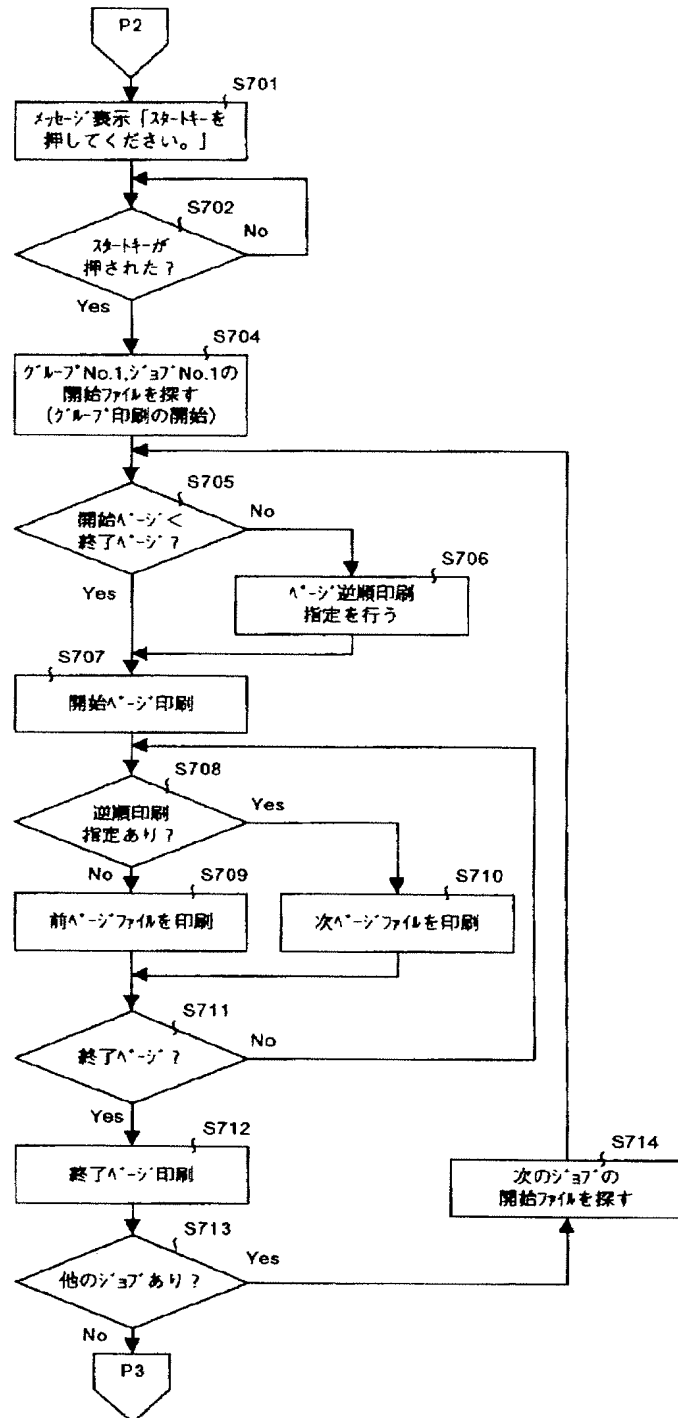 P2
S701
メッセージ表示「スタートキーを
押してください。」
S702
スタートキーが
押された？
No
Yes
S704
グループNo.1,ジョブNo.1の
開始ファイルを探す
(グループ印刷の開始)
S705
開始ページ＜
終了ページ？
No
Yes
S706
ページ逆順印刷
指定を行う
S707
開始ページ印刷
S708
逆順印刷
指定あり？
Yes
No
S709
前ページファイルを印刷
S710
次ページファイルを印刷
S711
終了ページ？
No
Yes
S712
終了ページ印刷
S713
他のジョブあり？
Yes
No
S714
次のジョブの
開始ファイルを探す
P3